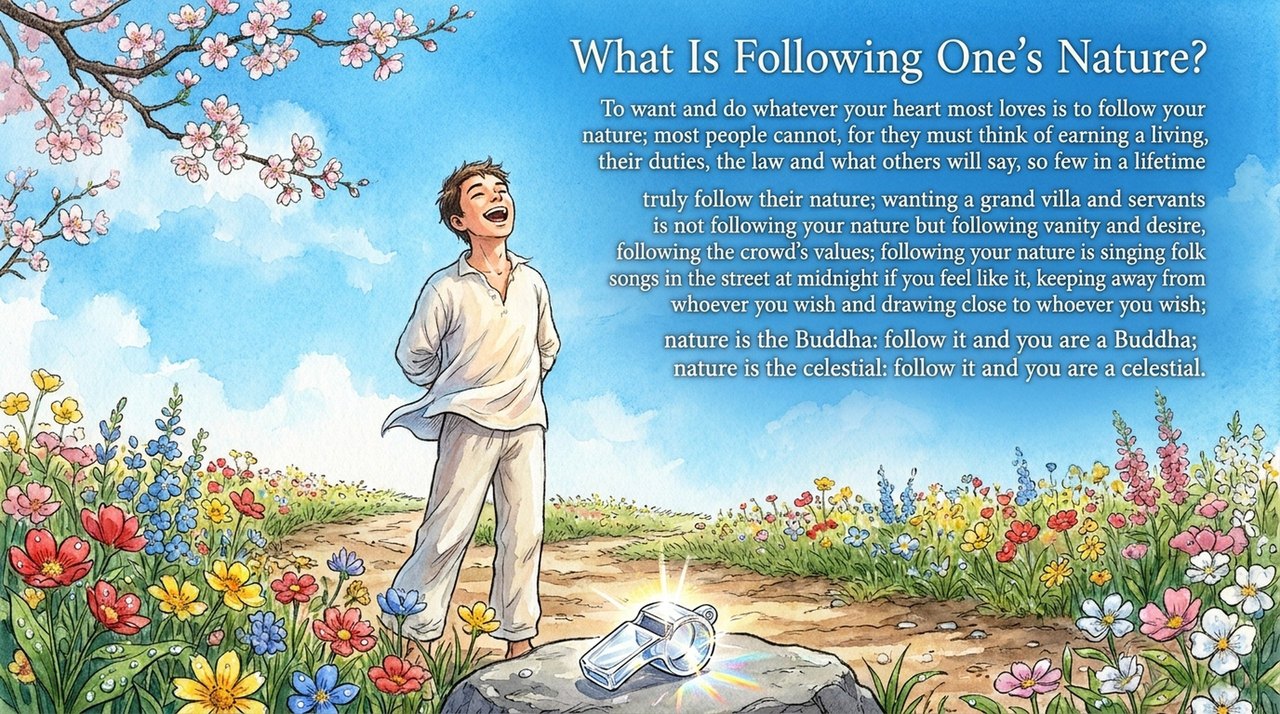 What Is Following One’s Nature?
To want and do whatever your heart most loves is to follow your
nature; most people cannot, for they must think of earning a living,
their duties, the law and what others will say, so few in a lifetime
truly follow their nature; wanting a grand villa and servants
is not following your nature but following vanity and desire,
following the crowd’s values; following your nature is singing folk
songs in the street at midnight if you feel like it, keeping away from
whoever you wish and drawing close to whoever you wish;
nature is the Buddha: follow it and you are a Buddha;
nature is the celestial: follow it and you are a celestial.